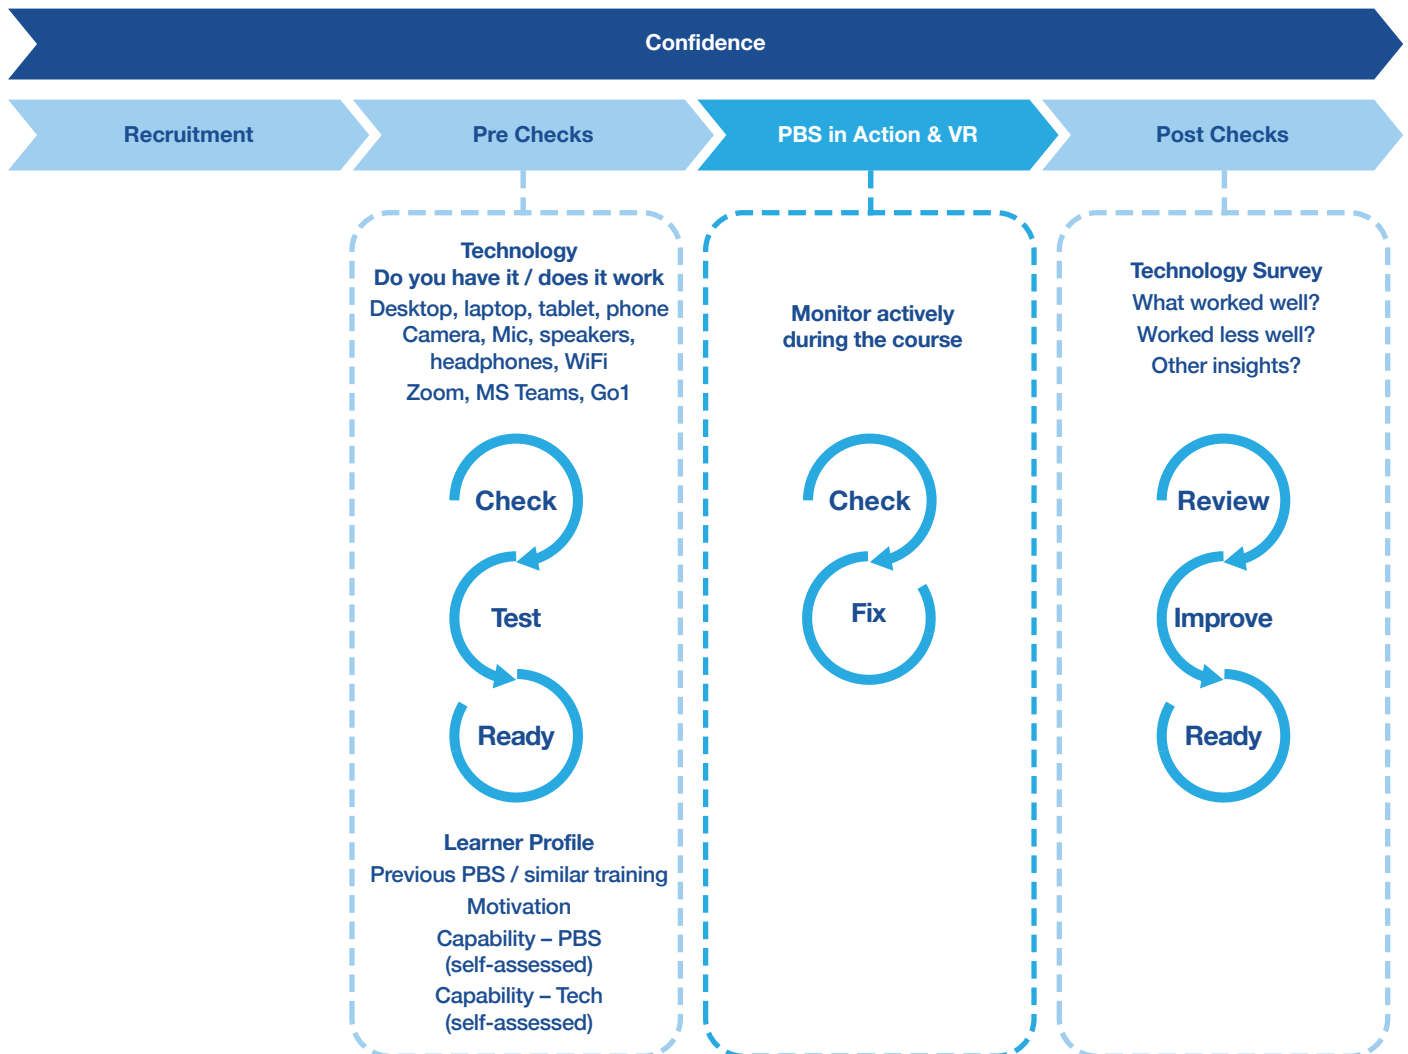 Confidence
Recruitment
Pre Checks
PBS in Action & VR
Post Checks
Technology
Do you have it / does it work
Desktop, laptop, tablet, phone
Camera, Mic, speakers,
headphones, WiFi
Zoom, MS Teams, Go1
Check
Test
Ready
Learner Profile
Previous PBS / similar training
Motivation
Capability – PBS
(self-assessed)
Capability – Tech
(self-assessed)
Monitor actively
during the course
Check
Fix
Technology Survey
What worked well?
Worked less well?
Other insights?
Review
Improve
Ready